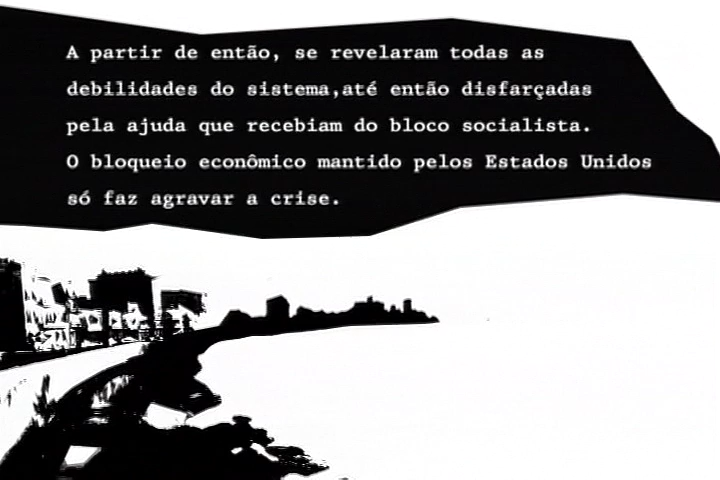 A partir de então, se revelaram todas as
debilidades do sistema,até então disfarçadas
pela ajuda que recebiam do bloco socialista.
O bloqueio econômico mantido pelos Estados Unidos
só faz agravar a crise.